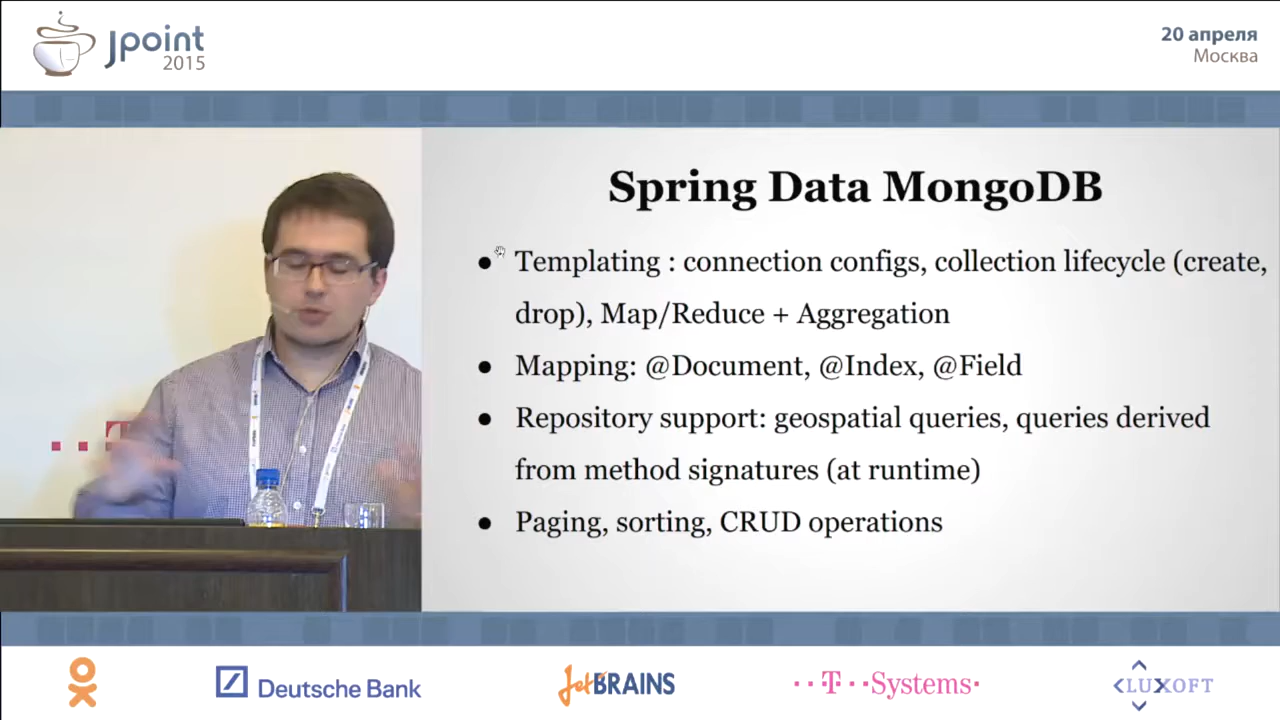 Jpoint
2015
20 апреля
Москва
Spring Data MongoDB
● Templating : connection configs, collection lifecycle (create,
drop), Map/Reduce + Aggregation
● Mapping: @Document, @Index, @Field
● Repository support: geospatial queries, queries derived
from method signatures (at runtime)
● Paging, sorting, CRUD operations
Deutsche Bank
JetBRAINS
T Systems
LUXOFT